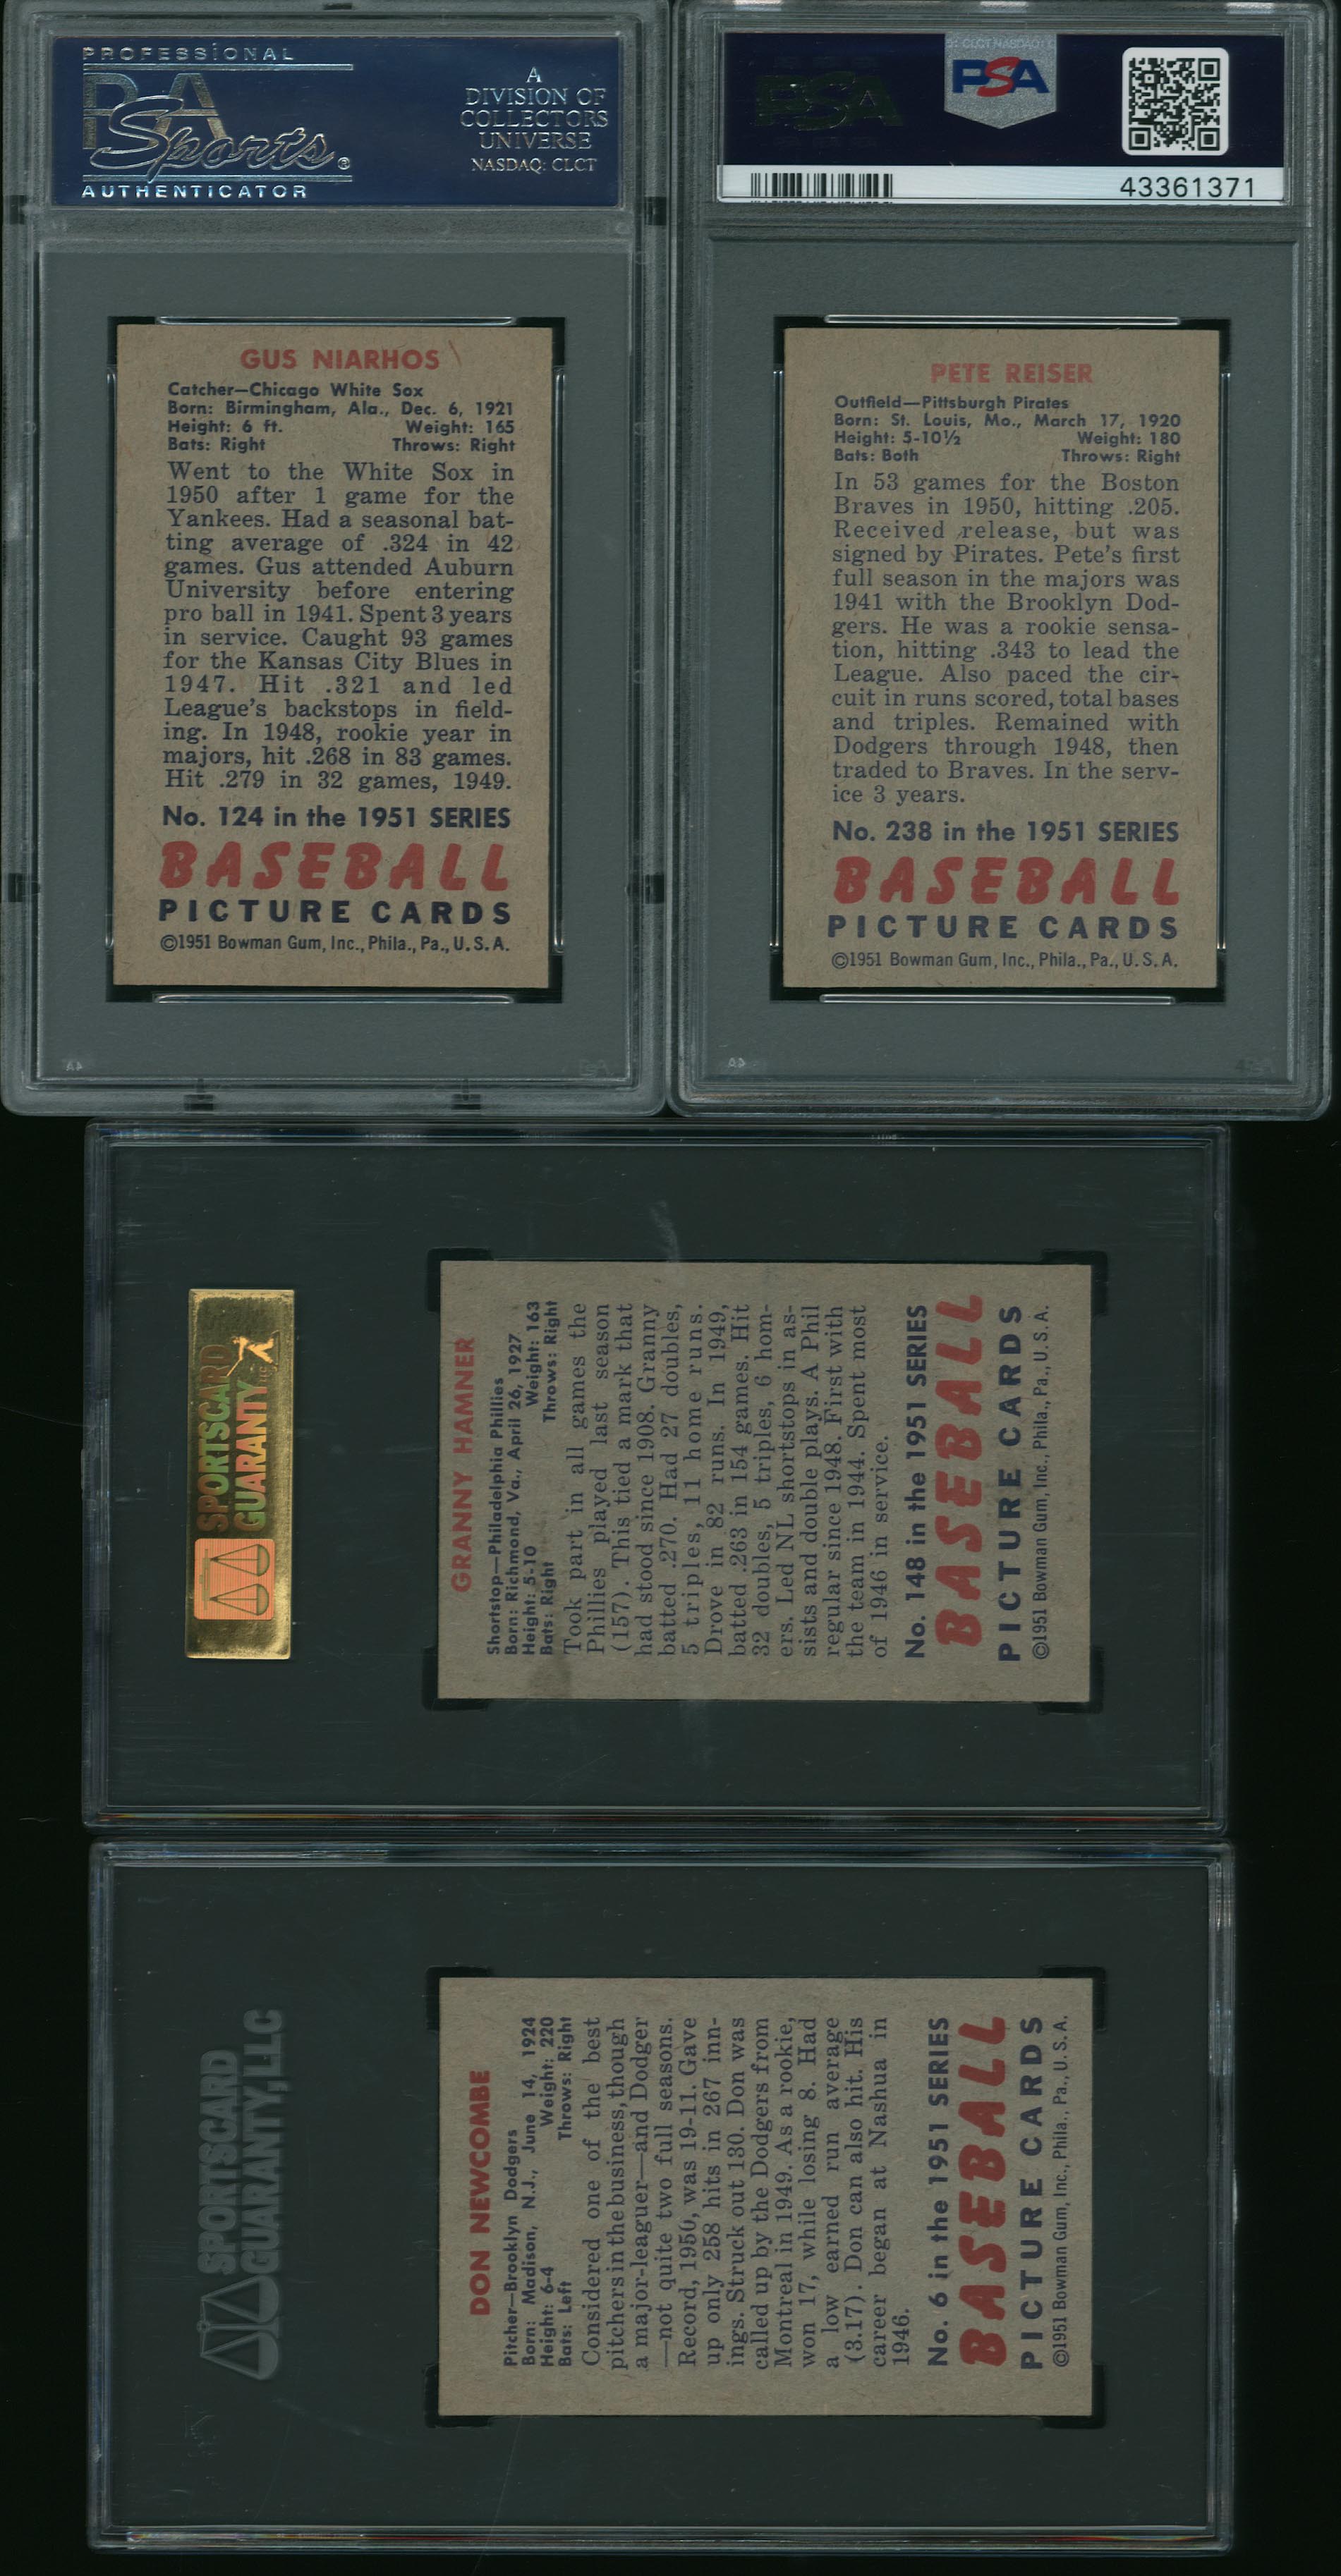 PROFESSIONAL
Sports®
AUTHENTICATOR
A
DIVISION OF
COLLECTORS
UNIVERSE
NASDAQ: CLCT
GUS NIARHOS
Catcher—Chicago White Sox
Born: Birmingham, Ala., Dec. 6, 1921
Height: 6 ft. Weight: 165
Bats: Right Throws: Right
Went to the White Sox in
1950 after 1 game for the
Yankees. Had a seasonal bat-
ting average of .324 in 42
games. Gus attended Auburn
University before entering
pro ball in 1941. Spent 3 years
in service. Caught 93 games
for the Kansas City Blues in
1947. Hit .321 and led
League's backstops in field-
ing. In 1948, rookie year in
majors, hit .268 in 83 games.
Hit .279 in 32 games, 1949.
No. 124 in the 1951 SERIES
BASEBALL
PICTURE CARDS
©1951 Bowman Gum, Inc., Phila., Pa., U.S.A.
PSA
PSA
43361371
PETE REISER
Outfield—Pittsburgh Pirates
Born: St. Louis, Mo., March 17, 1920
Height: 5-10½ Weight: 180
Bats: Both Throws: Right
In 53 games for the Boston
Braves in 1950, hitting .205.
Received release, but was
signed by Pirates. Pete's first
full season in the majors was
1941 with the Brooklyn Dod-
gers. He was a rookie sensa-
tion, hitting .343 to lead the
League. Also paced the cir-
cuit in runs scored, total bases
and triples. Remained with
Dodgers through 1948, then
traded to Braves. In the serv-
ice 3 years.
No. 238 in the 1951 SERIES
BASEBALL
PICTURE CARDS
©1951 Bowman Gum, Inc., Phila., Pa., U.S.A.
SPORTSCARD
GUARANTY
GRANNY HAMNER
Shortstop—Philadelphia Phillies
Born: Richmond, Va., April 26, 1927
Height: 5-10 Weight: 163
Bats: Right Throws: Right
Took part in all games the
Phillies played last season
(157). This tied a mark that
had stood since 1908. Granny
batted .270. Had 27 doubles,
5 triples, 11 home runs.
Drove in 82 runs. In 1949,
batted .263 in 154 games. Hit
32 doubles, 5 triples, 6 hom-
ers. Led NL shortstops in as-
sists and double plays. A Phil
regular since 1948. First with
the team in 1944. Spent most
of 1946 in service.
No. 148 in the 1951 SERIES
BASEBALL
PICTURE CARDS
©1951 Bowman Gum, Inc., Phila., Pa., U.S.A.
SPORTSCARD
GUARANTY, LLC
DON NEWCOMBE
Pitcher—Brooklyn Dodgers
Born: Madison, N.J., June 14, 1924
Height: 6-4 Weight: 220
Bats: Left Throws: Right
Considered one of the best
pitchers in the business, though
a major-leaguer—and Dodger
—not quite two full seasons.
Record, 1950, was 19-11. Gave
up only 258 hits in 267 inn-
ings. Struck out 130. Don was
called up by the Dodgers from
Montreal in 1949. As a rookie,
won 17, while losing 8. Had
a low earned run average
(3.17). Don can also hit. His
career began at Nashua in
1946.
No. 6 in the 1951 SERIES
BASEBALL
PICTURE CARDS
©1951 Bowman Gum, Inc., Phila., Pa., U.S.A.